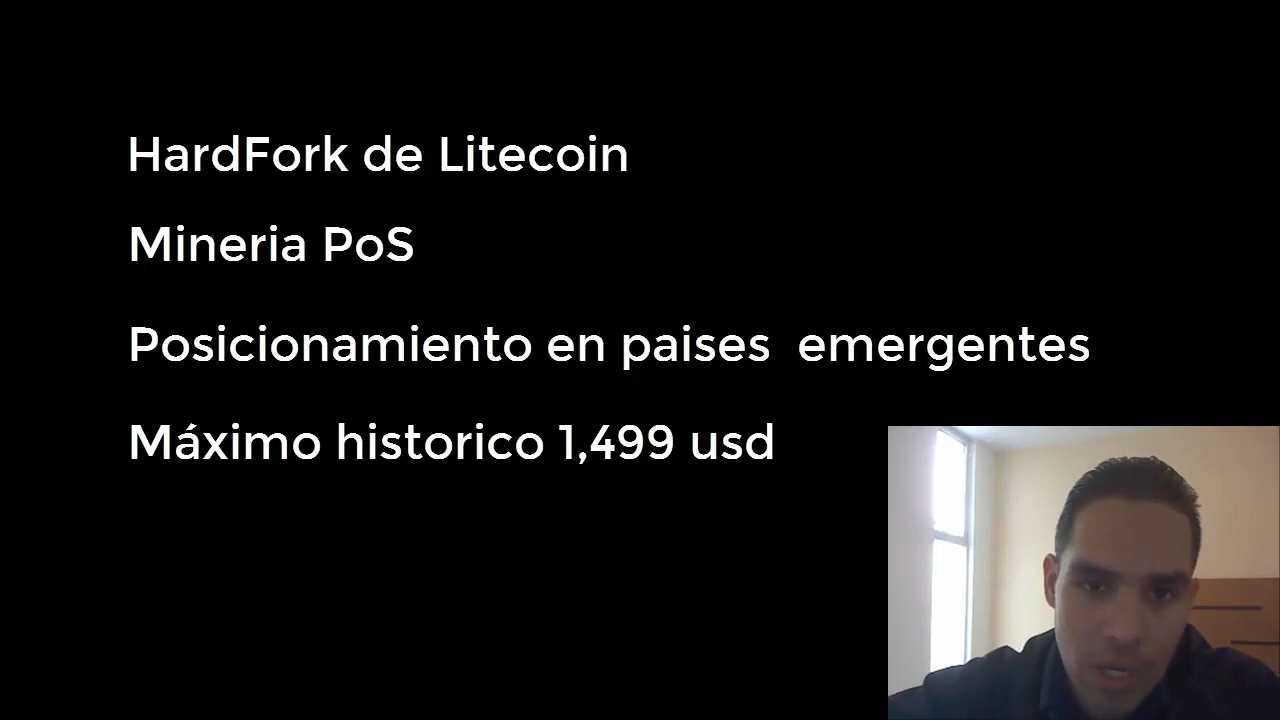 HardFork de Litecoin
Mineria PoS
Posicionamiento en paises emergentes
Máximo historico 1,499 usd